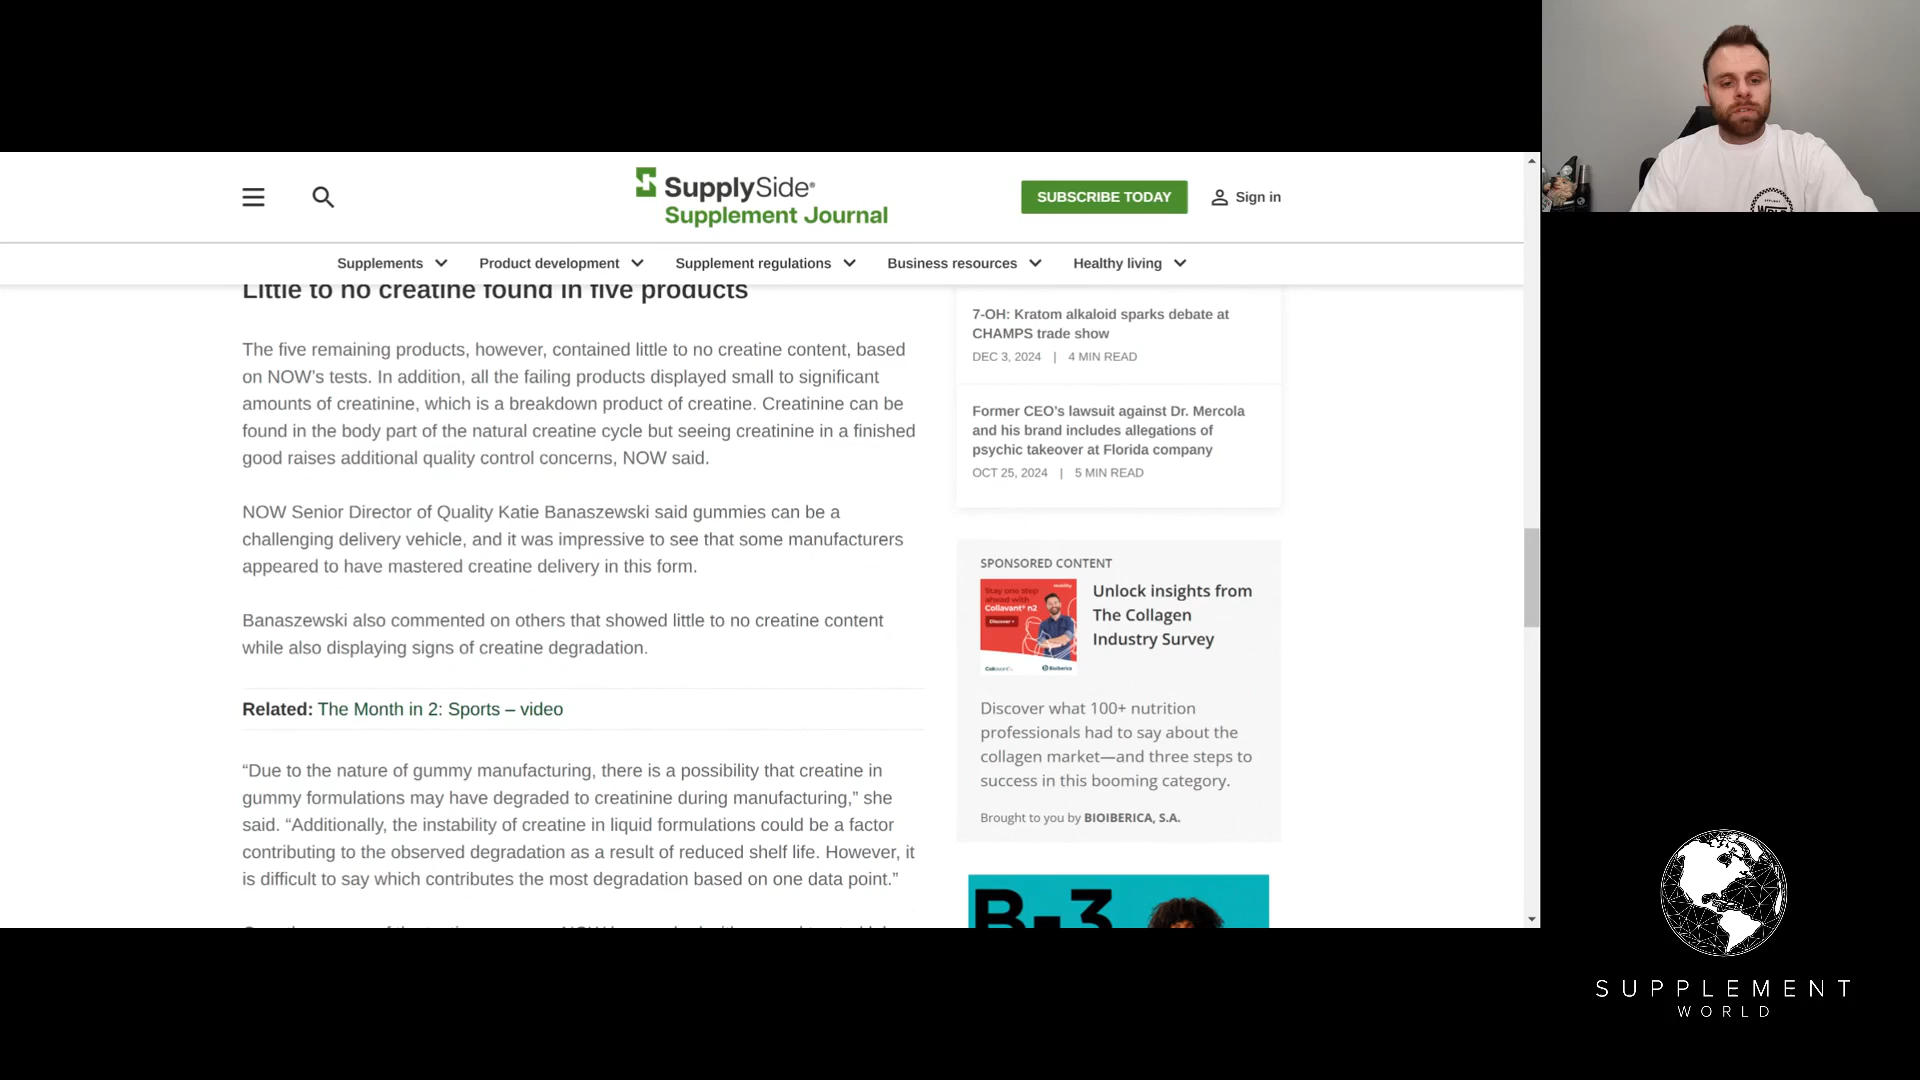 SupplySide®
Supplement Journal
SUBSCRIBE TODAY
Sign in
Supplements
Product development
Supplement regulations
Business resources
Healthy living
Little to no creatine found in five products
The five remaining products, however, contained little to no creatine content, based
on NOW’s tests. In addition, all the failing products displayed small to significant
amounts of creatinine, which is a breakdown product of creatine. Creatinine can be
found in the body part of the natural creatine cycle but seeing creatinine in a finished
good raises additional quality control concerns, NOW said.
NOW Senior Director of Quality Katie Banaszewski said gummies can be a
challenging delivery vehicle, and it was impressive to see that some manufacturers
appeared to have mastered creatine delivery in this form.
Banaszewski also commented on others that showed little to no creatine content
while also displaying signs of creatine degradation.
Related: The Month in 2: Sports – video
“Due to the nature of gummy manufacturing, there is a possibility that creatine in
gummy formulations may have degraded to creatinine during manufacturing,” she
said. “Additionally, the instability of creatine in liquid formulations could be a factor
contributing to the observed degradation as a result of reduced shelf life. However, it
is difficult to say which contributes the most degradation based on one data point.”
7-OH: Kratom alkaloid sparks debate at
CHAMPS trade show
DEC 3, 2024 | 4 MIN READ
Former CEO’s lawsuit against Dr. Mercola
and his brand includes allegations of
psychic takeover at Florida company
OCT 25, 2024 | 5 MIN READ
SPONSORED CONTENT
Stay one step
ahead with
Collavant® n2
Discover
Bioiberica
Unlock insights from
The Collagen
Industry Survey
Discover what 100+ nutrition
professionals had to say about the
collagen market—and three steps to
success in this booming category.
Brought to you by BIOIBERICA, S.A.
B-3
SUPPLEMENT
WORLD